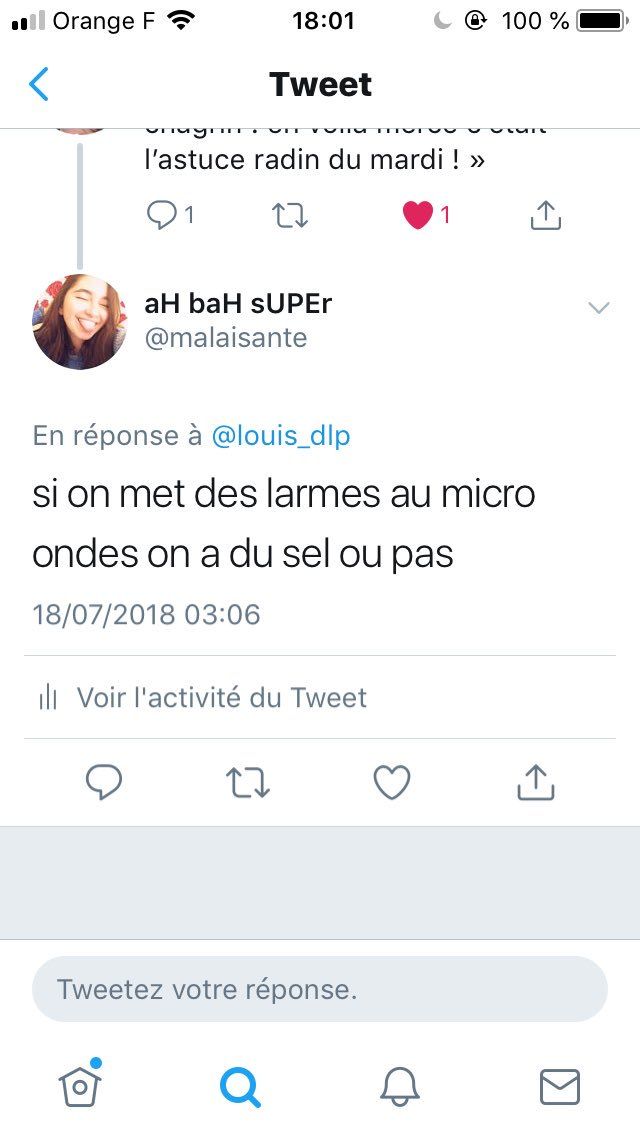 Orange F 18:01 100 %
Tweet
l'astuce radin du mardi ! »
1 1
aH baH sUPEr
@malaisante
En réponse à @louis_dlp
si on met des larmes au micro
ondes on a du sel ou pas
18/07/2018 03:06
Voir l'activité du Tweet
Tweetez votre réponse.